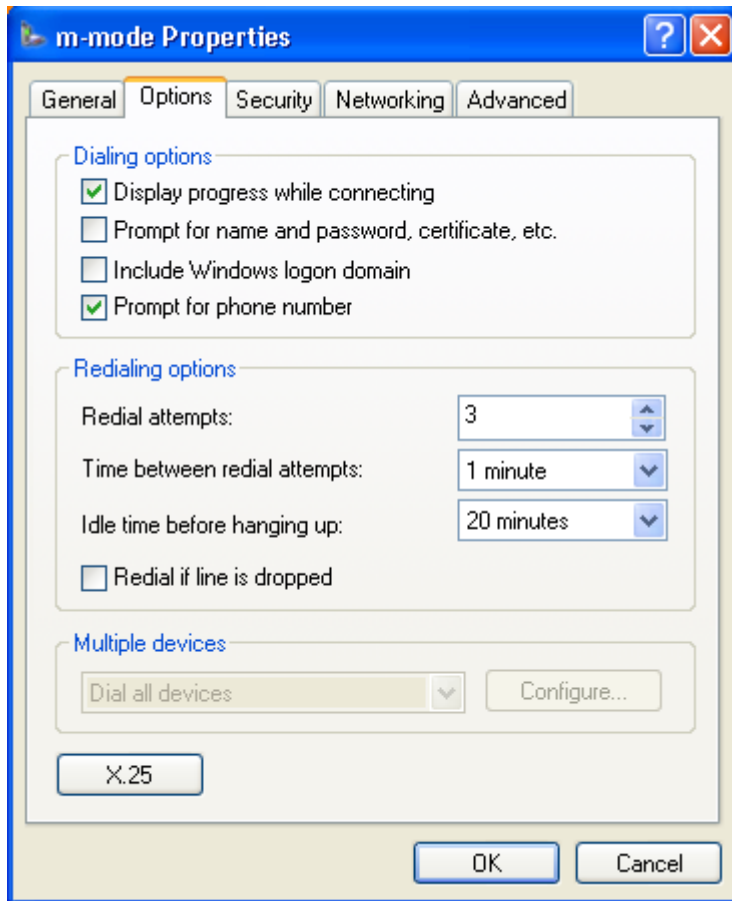 m-mode Properties
?
General Options Security Networking Advanced
Dialing options
Display progress while connecting
Prompt for name and password, certificate, etc.
Include Windows logon domain
Prompt for phone number
Redialing options
Redial attempts: 3
Time between redial attempts: 1 minute
Idle time before hanging up: 20 minutes
Redial if line is dropped
Multiple devices
Dial all devices Configure...
X.25
OK Cancel